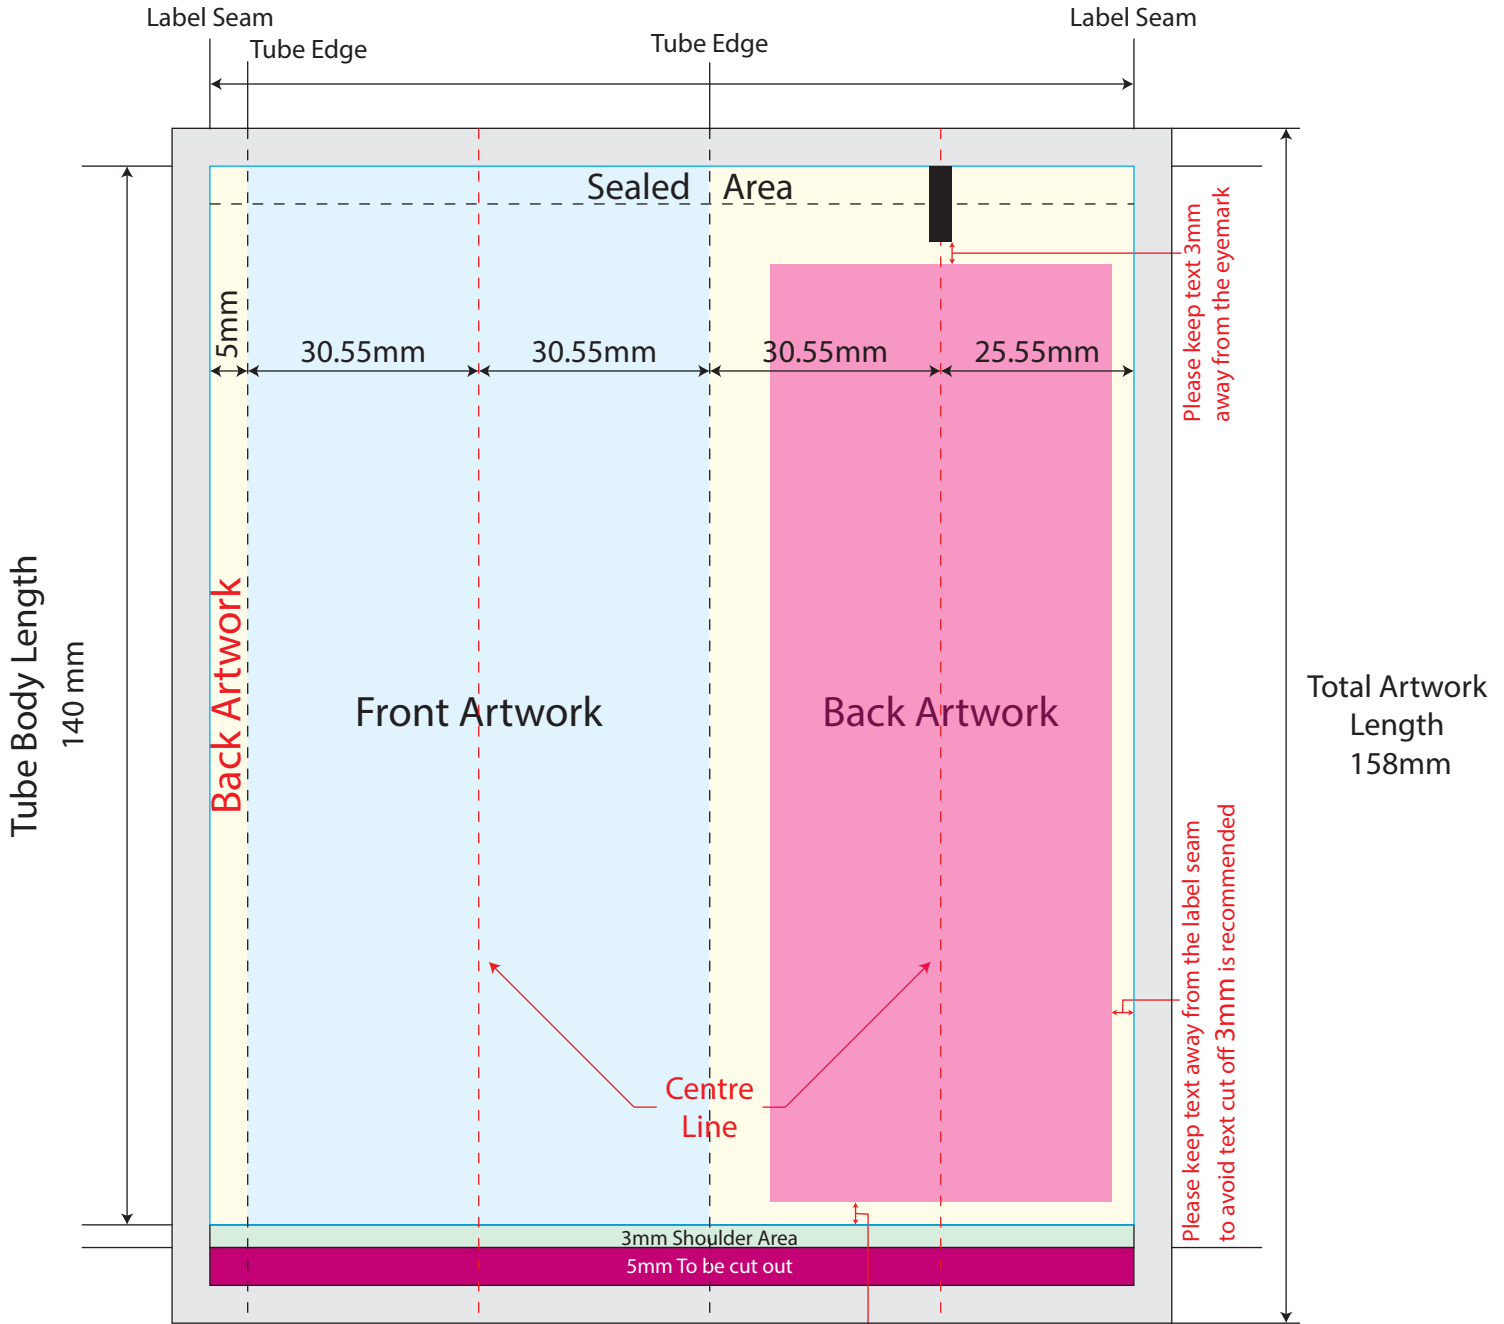 Label Seam
Label Seam
Tube Edge
Tube Edge
Sealed Area
5mm
30.55mm
30.55mm
30.55mm
25.55mm
Please keep text 3mm
away from the eyemark
Tube Body Length
140 mm
Back Artwork
Front Artwork
Back Artwork
Total Artwork
Length
158mm
Please keep text away from the label seam
to avoid text cut off 3mm is recommended
Centre
Line
3mm Shoulder Area
5mm To be cut out